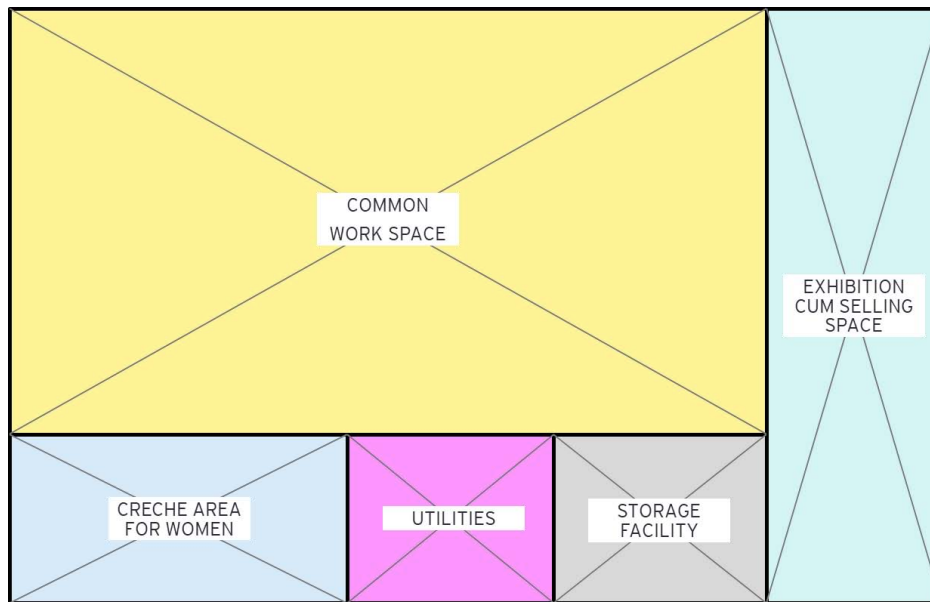 COMMON
WORK SPACE
EXHIBITION
CUM SELLING
SPACE
CRECHE AREA
FOR WOMEN
UTILITIES
STORAGE
FACILITY